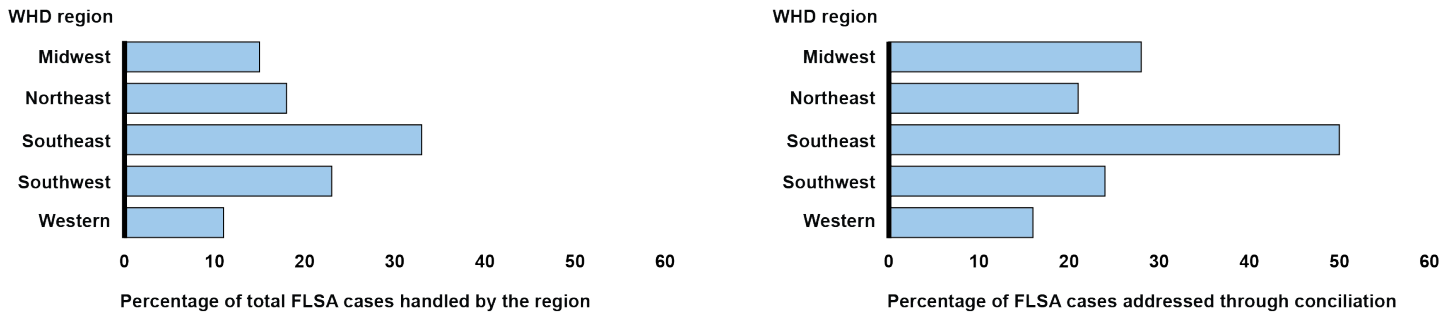 WHD region
Midwest
Northeast
Southeast
Southwest
Western
0 10 20 30 40 50 60
Percentage of total FLSA cases handled by the region
WHD region
Midwest
Northeast
Southeast
Southwest
Western
0 10 20 30 40 50 60
Percentage of FLSA cases addressed through conciliation